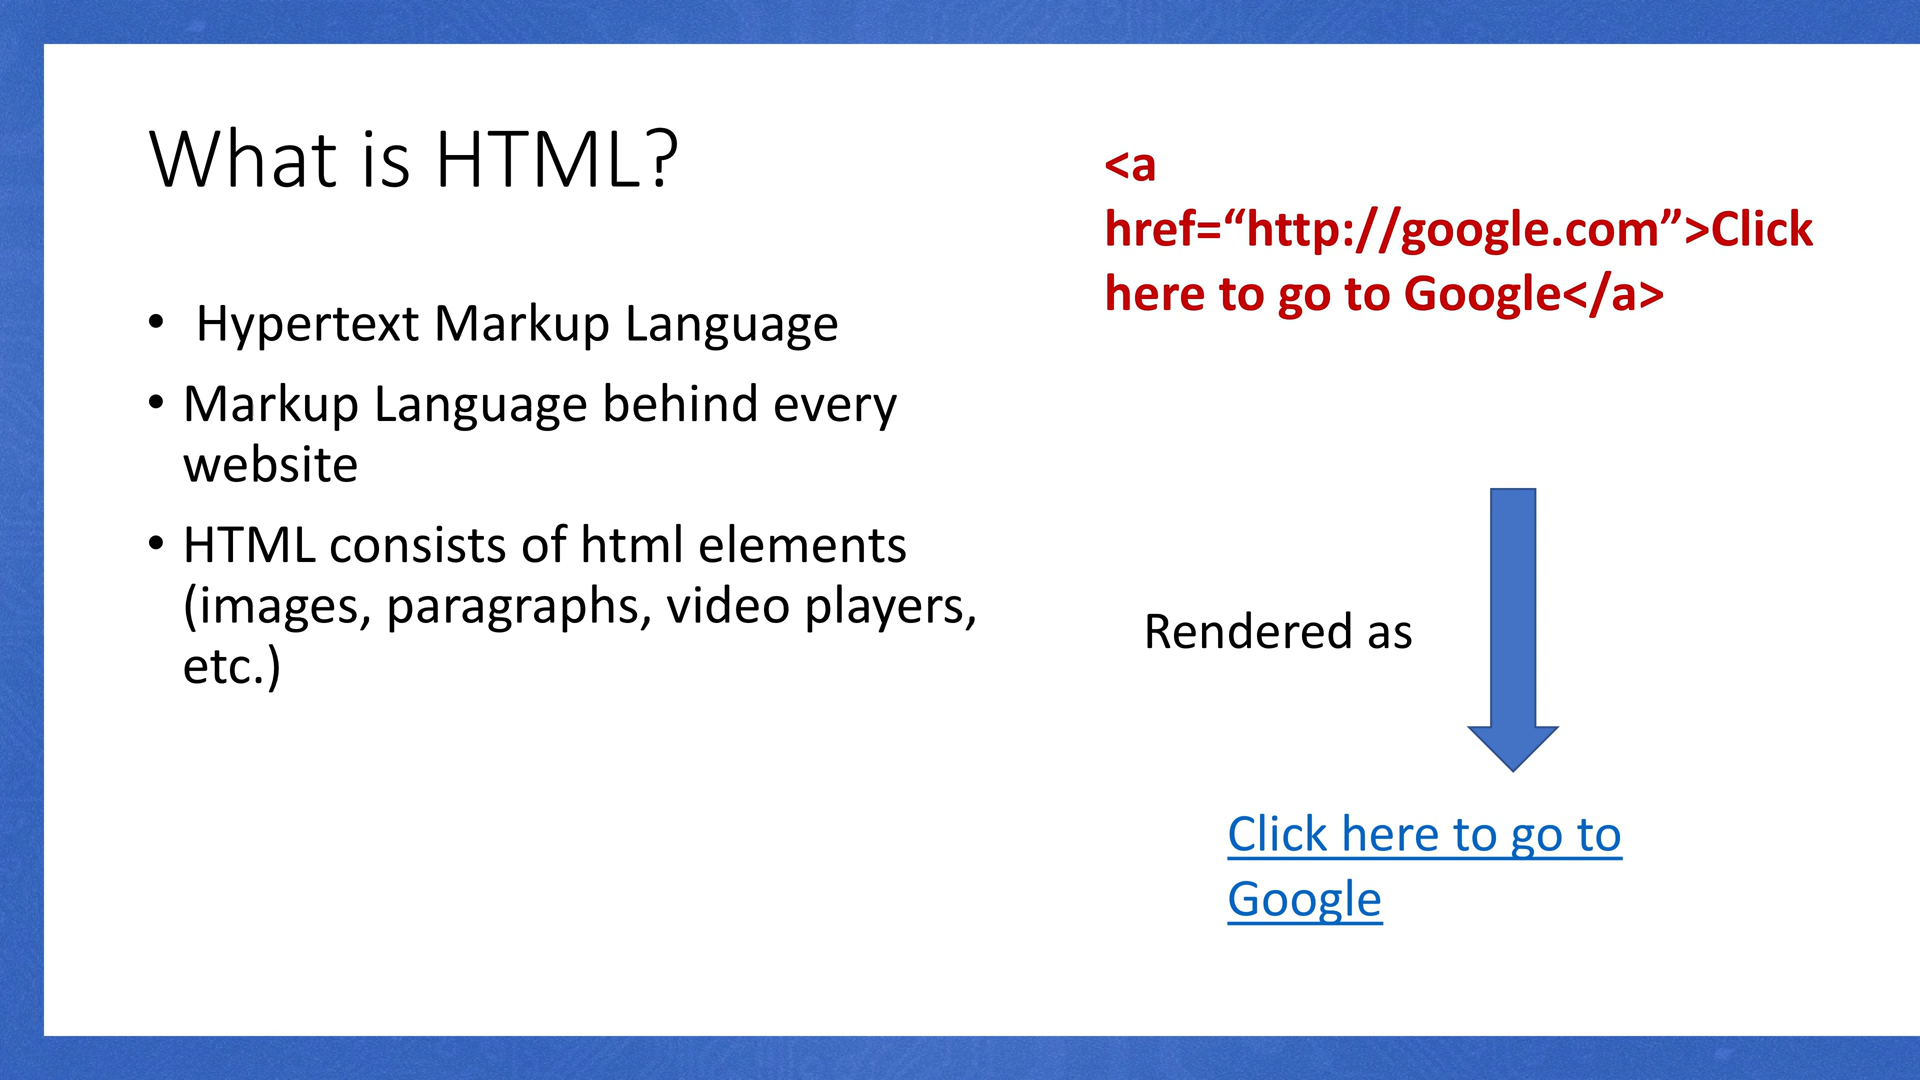 What is HTML?
• Hypertext Markup Language
• Markup Language behind every
website
• HTML consists of html elements
(images, paragraphs, video players,
etc.)
<a
href=“http://google.com”>Click
here to go to Google</a>
Rendered as
Click here to go to
Google